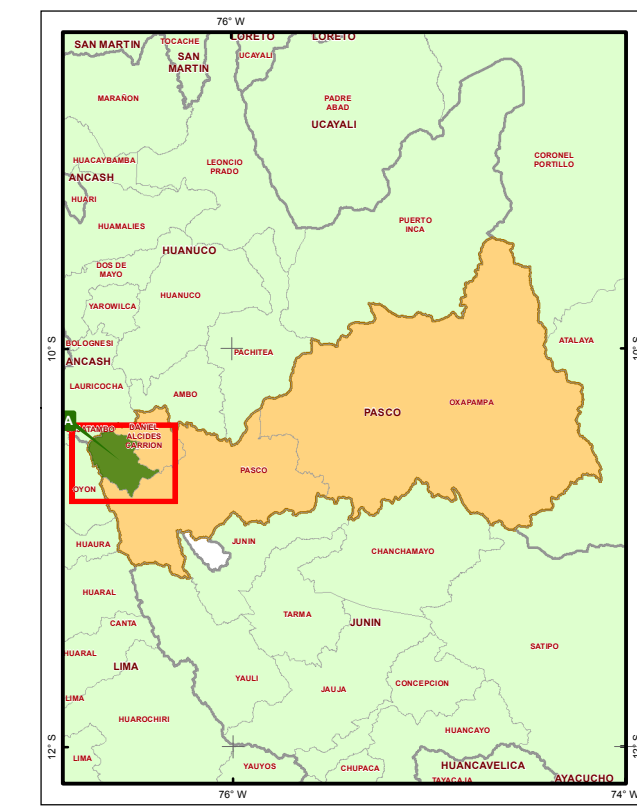 76° W
SAN MARTIN
TOCACHE
LORETO
LORETO
SAN
MARTIN
UCAYALI
MARAÑON
PADRE
ABAD
UCAYALI
HUACAYBAMBA
LEONCIO
PRADO
CORONEL
PORTILLO
ANCASH
HUARI
HUAMALIES
PUERTO
INCA
HUANUCO
DOS DE
MAYO
HUANUCO
YAROWILCA
BOLOGNESI
10° S
PACHITEA
ATALAYA
10° S
ANCASH
LAURICOCHA
AMBO
OXAPAMPA
PASCO
A
DANIEL
ALCIDES
CARRION
PASCO
OYON
HUAURA
JUNIN
CHANCHAMAYO
HUARAL
CANTA
TARMA
JUNIN
HUARAL
LIMA
SATIPO
YAULI
JAUJA
CONCEPCION
LIMA
HUAROCHIRI
HUANCAYO
12° S
12° S
LIMA
YAUYOS
CHUPACA
HUANCAVELICA
TAYACAJA
AYACUCHO
76° W
74° W